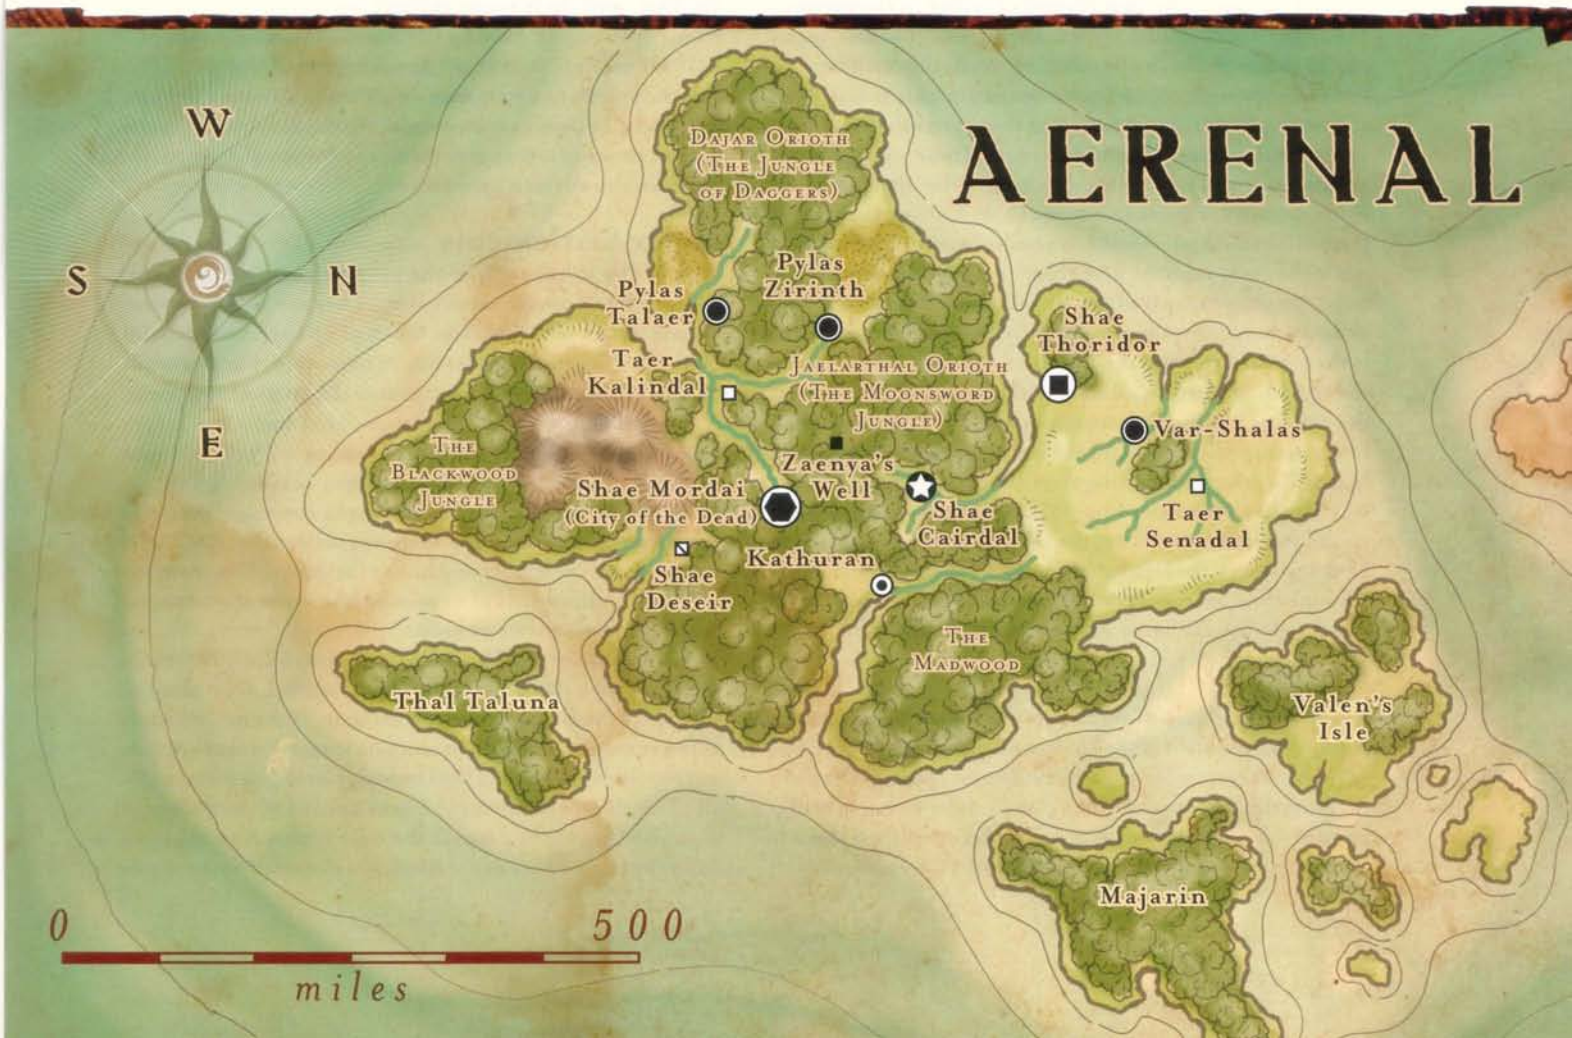 AERENAL
W
S
N
E
Dajar Orioth
(The Jungle
of Daggers)
Pylas
Zirinth
Pylas
Talaer
Shae
Thoridor
Taer
Kalindal
Jaelarthal Orioth
(The Moonsword
Jungle)
Var-Shalas
The
Blackwood
Jungle
Zaenya's
Well
Shae Mordai
(City of the Dead)
Shae
Cairdal
Taer
Senadal
Kathuran
Shae
Deseir
The
Madwood
Thal Taluna
Valen's
Isle
Majarin
0 500
miles